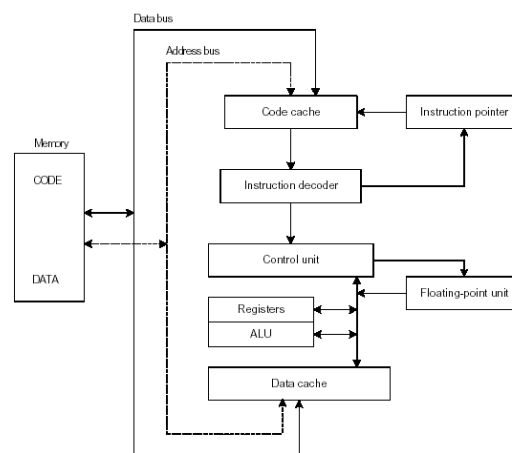 Data bus
Address bus
Code cache
Instruction pointer
Memory
CODE
Instruction decoder
Control unit
DATA
Floating-point unit
Registers
ALU
Data cache